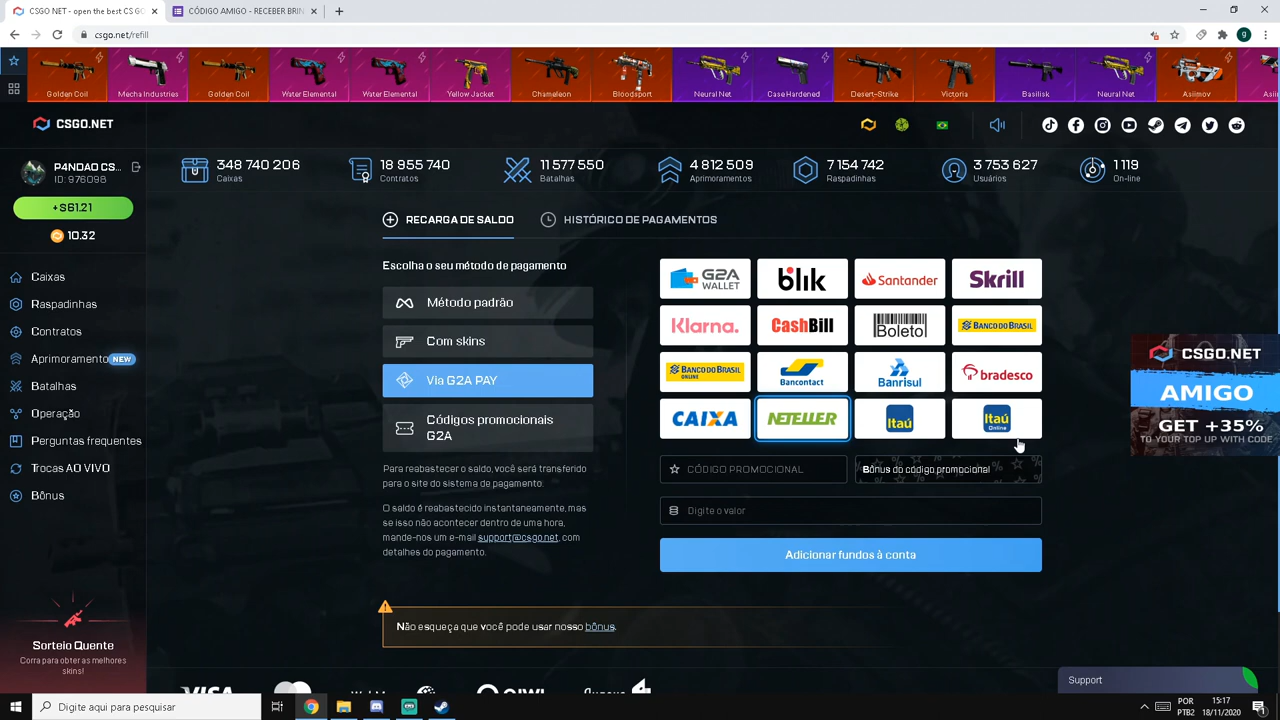 CSGO NET - open the best CS GO
CÓDIGO AMIGO - RECEBER BRIN
csgo.net/refill
g
Golden Coil
Mecha Industries
Golden Coil
Water Elemental
Water Elemental
Yellow Jacket
Chameleon
Bloodsport
Neural Net
Case Hardened
Desert-Strike
Victoria
Basilisk
Neural Net
Asiimov
Asii
CSGO.NET
P4NDAO CS...
ID: 976098
+$61.21
10.32
348 740 206
Caixas
18 955 740
Contratos
11 577 550
Batalhas
4 812 509
Aprimoramentos
7 154 742
Raspadinhas
3 753 627
Usuários
1 119
On-line
Caixas
Raspadinhas
Contratos
Aprimoramento NEW
Batalhas
Operação
Perguntas frequentes
Trocas AO VIVO
Bônus
Sorteio Quente
Corra para obter as melhores
skins!
RECARGA DE SALDO
HISTÓRICO DE PAGAMENTOS
Escolha o seu método de pagamento
Método padrão
Com skins
Via G2A PAY
Códigos promocionais
G2A
Para reabastecer o saldo, você será transferido
para o site do sistema de pagamento.
O saldo é reabastecido instantaneamente, mas
se isso não acontecer dentro de uma hora,
mande-nos um e-mail support@csgo.net, com
detalhes do pagamento.
G2A
WALLET
blik
Santander
Skrill
Klarna.
CashBill
Boleto
BANCO DO BRASIL
BANCO DO BRASIL
ONLINE
Bancontact
Banrisul
bradesco
CAIXA
NETELLER
Itaú
Itaú
Online
CÓDIGO PROMOCIONAL
Bônus do código promocional
Digite o valor
Adicionar fundos à conta
Não esqueça que você pode usar nosso bônus.
CSGO.NET
AMIGO
GET +35%
TO YOUR TOP UP WITH CODE
VISA
QIWI
Support
Digite aqui para pesquisar
POR
PTB2
15:17
18/11/2020
1